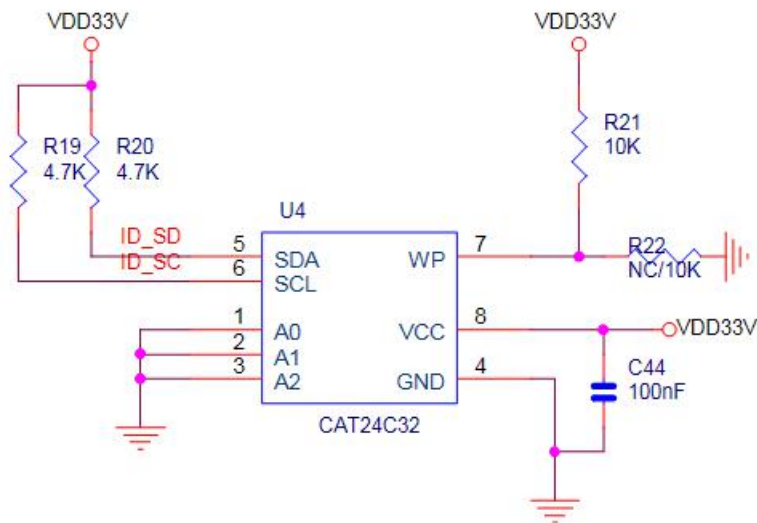 VDD33V
VDD33V
R19
4.7K
R20
4.7K
R21
10K
U4
ID_SD
ID_SC
5
6
SDA
SCL
WP
7
R22
NC/10K
1
2
3
A0
A1
A2
VCC
GND
8
4
VDD33V
C44
100nF
CAT24C32